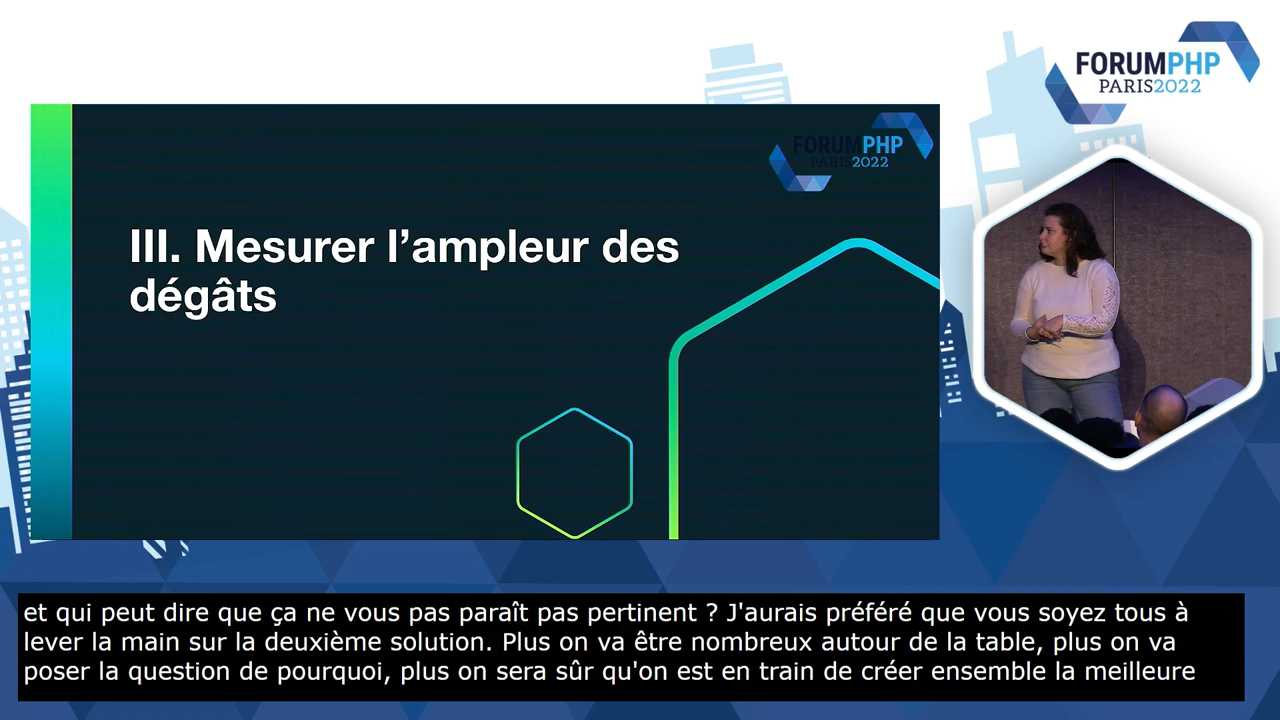 FORUMPHP
PARIS2022
FORUMPHP
PARIS2022
III. Mesurer l'ampleur des
dégâts
et qui peut dire que ça ne vous pas paraît pas pertinent ? J'aurais préféré que vous soyez tous à
lever la main sur la deuxième solution. Plus on va être nombreux autour de la table, plus on va
poser la question de pourquoi, plus on sera sûr qu'on est en train de créer ensemble la meilleure